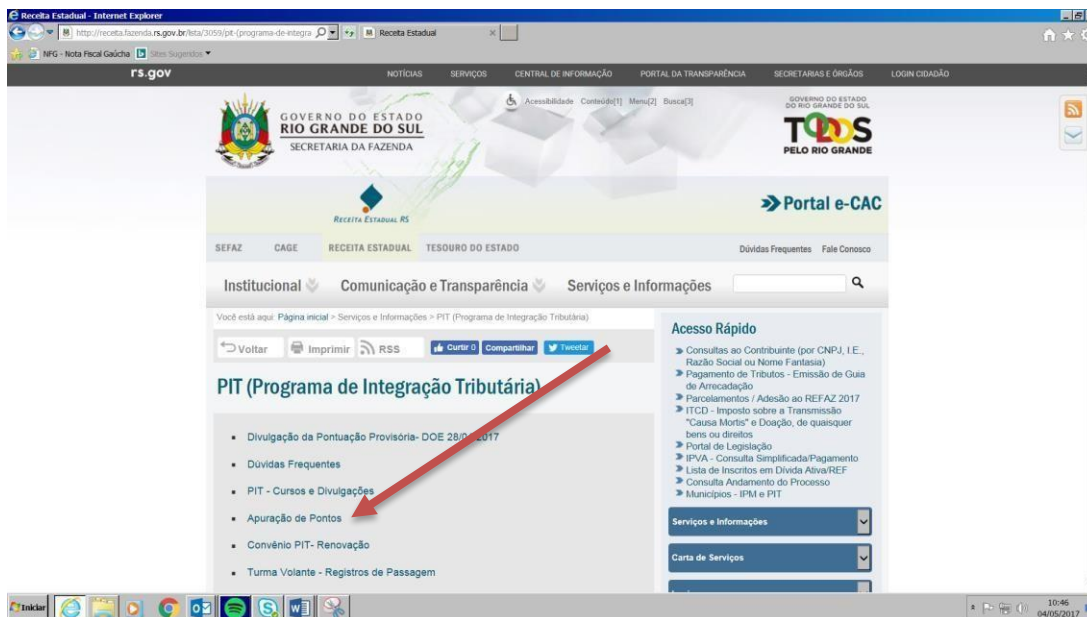 Receita Estadual - Internet Explorer
http://receita.fazenda.rs.gov.br/lista/3059/pit-(programa-de-integra
Receita Estadual
NFG - Nota Fiscal Gaúcha
Sites Sugeridos
rs.gov
NOTÍCIAS SERVIÇOS CENTRAL DE INFORMAÇÃO PORTAL DA TRANSPARÊNCIA SECRETARIAS E ÓRGÃOS LOGIN CIDADÃO
Acessibilidade Conteúdo[1] Menu[2] Busca[3]
GOVERNO DO ESTADO
RIO GRANDE DO SUL
SECRETARIA DA FAZENDA
GOVERNO DO ESTADO
DO RIO GRANDE DO SUL
TODOS
PELO RIO GRANDE
RECEITA ESTADUAL RS
Portal e-CAC
SEFAZ CAGE RECEITA ESTADUAL TESOURO DO ESTADO
Dúvidas Frequentes Fale Conosco
Institucional Comunicação e Transparência Serviços e Informações
Você está aqui: Página inicial > Serviços e Informações > PIT (Programa de Integração Tributária)
Voltar Imprimir RSS Curtir 0 Compartilhar Tweetar
PIT (Programa de Integração Tributária)
• Divulgação da Pontuação Provisória- DOE 28/04/2017
• Dúvidas Frequentes
• PIT - Cursos e Divulgações
• Apuração de Pontos
• Convênio PIT- Renovação
• Turma Volante - Registros de Passagem
Acesso Rápido
Consultas ao Contribuinte (por CNPJ, I.E.,
Razão Social ou Nome Fantasia)
Pagamento de Tributos - Emissão de Guia
de Arrecadação
Parcelamentos / Adesão ao REFAZ 2017
ITCD - Imposto sobre a Transmissão
"Causa Mortis" e Doação, de quaisquer
bens ou direitos
Portal de Legislação
IPVA - Consulta Simplificada/Pagamento
Lista de Inscritos em Dívida Ativa/REF
Consulta Andamento do Processo
Municípios - IPM e PIT
Serviços e Informações
Carta de Serviços
Iniciar
10:46
04/05/2017